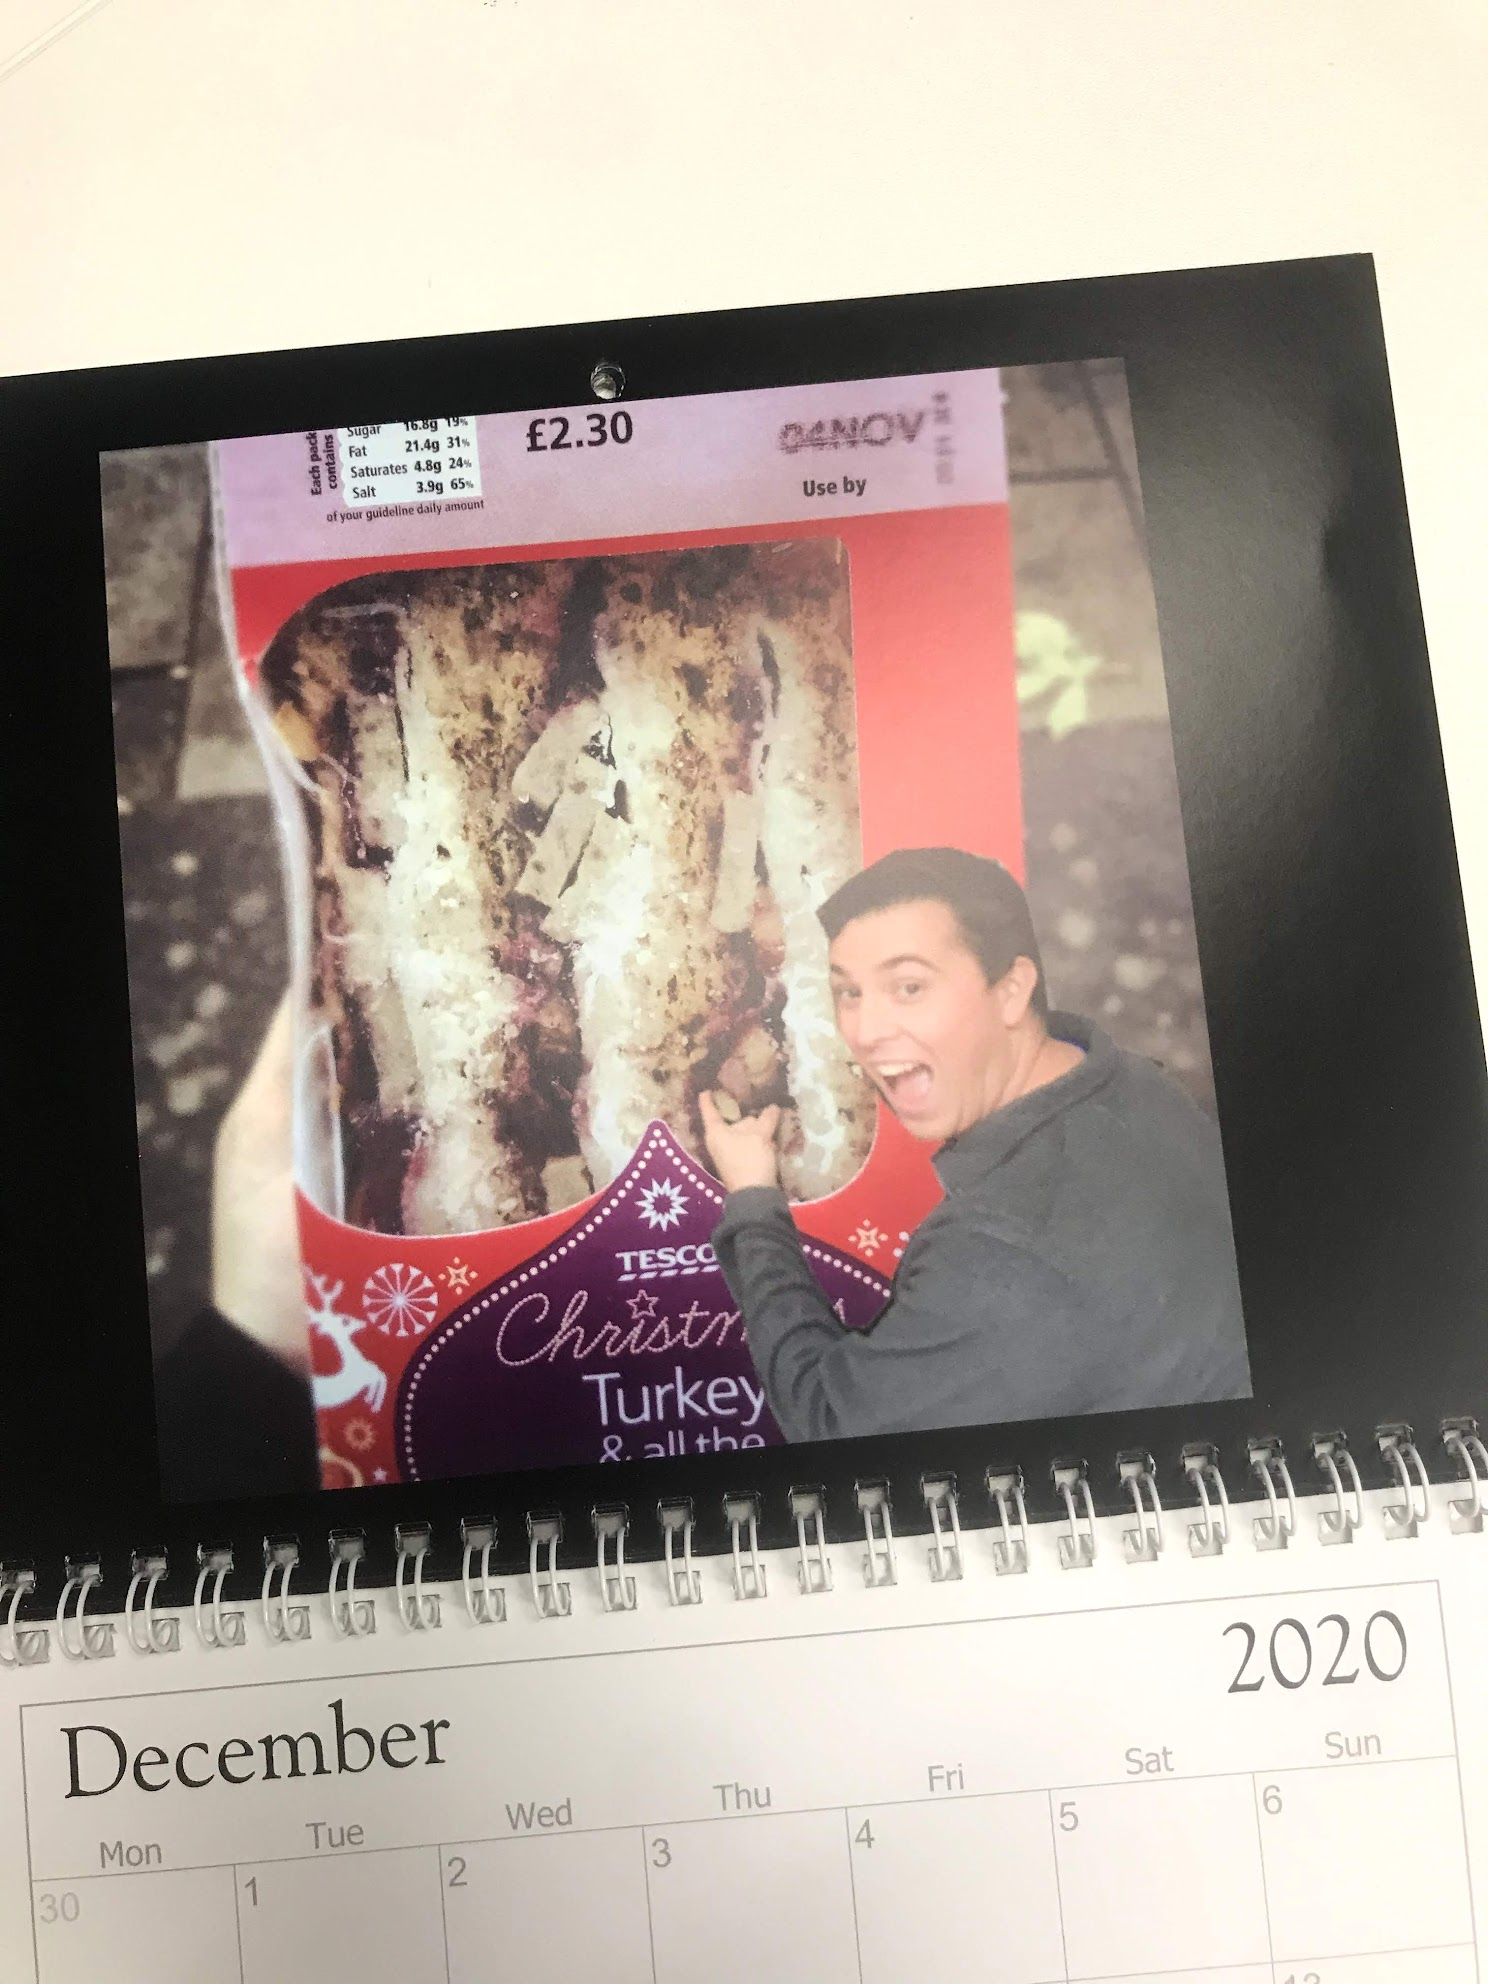 Each pack
contains
Sugar 16.8g 19%
Fat 21.4g 31%
Saturates 4.8g 24%
Salt 3.9g 65%
of your guideline daily amount
£2.30
04NOV
Use by
TESCO
Christm
Turkey
& all the
December
2020
Mon Tue Wed Thu Fri Sat Sun
30 1 2 3 4 5 6
13